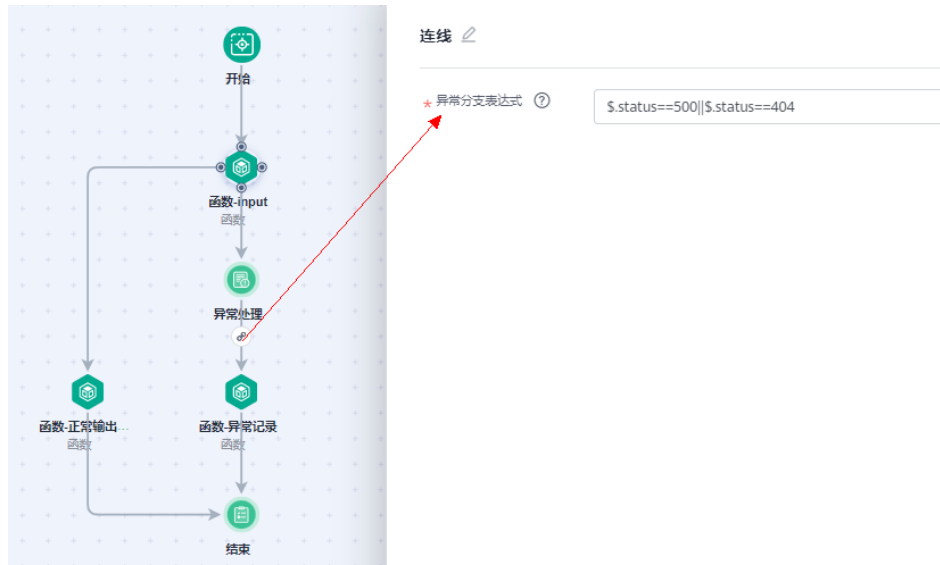 开始
函数-input
函数
异常处理
函数-正常输出...
函数
函数-异常记录
函数
结束
连线
* 异常分支表达式 ?
$.status==500||$.status==404